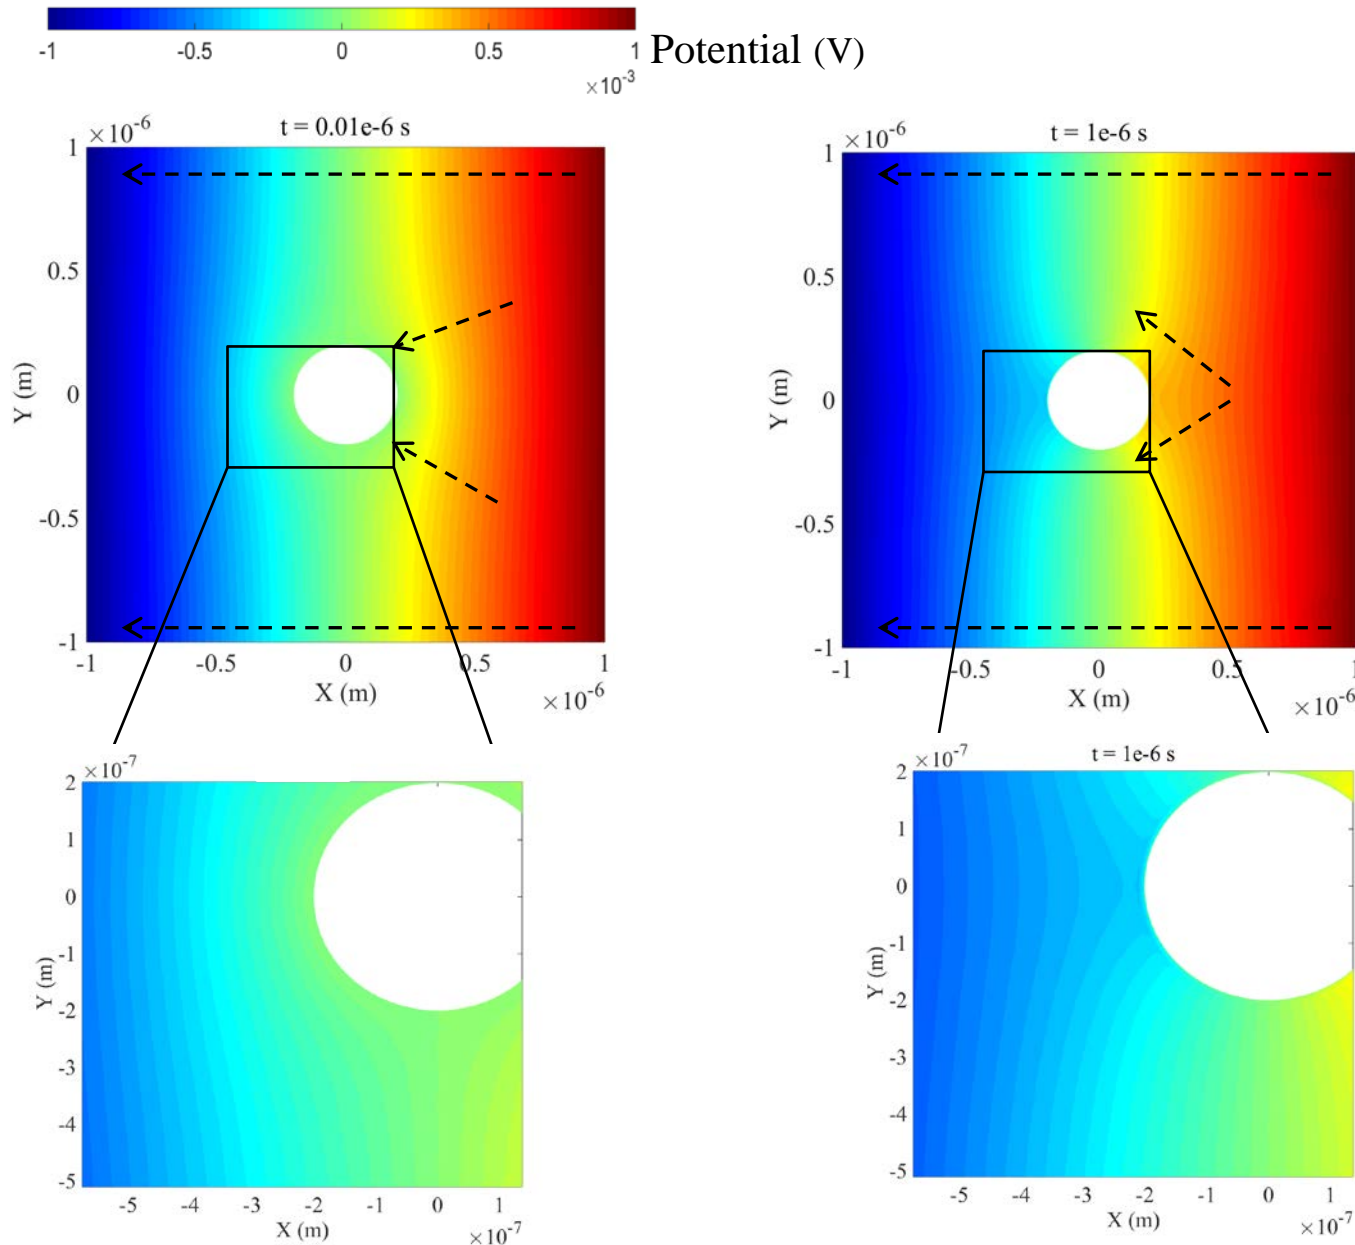 -1 -0.5 0 0.5 1
×10⁻³
Potential (V)
×10⁻⁶ t = 0.01e-6 s
1
0.5
0
-0.5
-1
Y (m)
-1 -0.5 0 0.5 1
X (m)
×10⁻⁶
×10⁻⁶ t = 1e-6 s
1
0.5
0
-0.5
-1
Y (m)
-1 -0.5 0 0.5 1
X (m)
×10⁻⁶
×10⁻⁷
2
1
0
-1
-2
-3
-4
-5
Y (m)
-5 -4 -3 -2 -1 0 1
X (m)
×10⁻⁷
×10⁻⁷ t = 1e-6 s
2
1
0
-1
-2
-3
-4
-5
Y (m)
-5 -4 -3 -2 -1 0 1
X (m)
×10⁻⁷